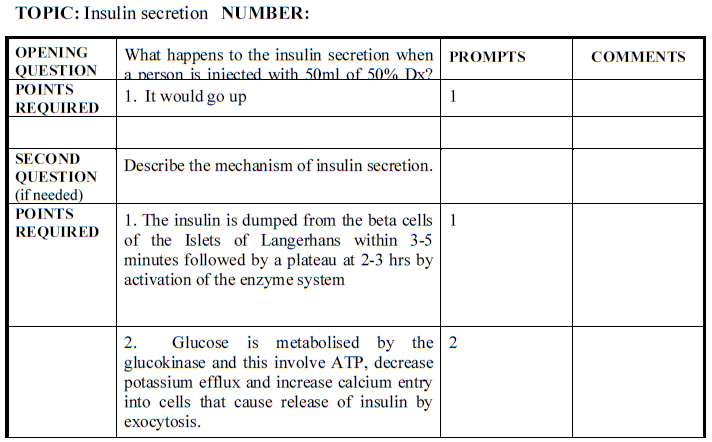 TOPIC: Insulin secretion NUMBER:
OPENING QUESTION
What happens to the insulin secretion when
a person is injected with 50ml of 50% Dx?
PROMPTS
COMMENTS
POINTS REQUIRED
1. It would go up
1
SECOND
QUESTION
(if needed)
Describe the mechanism of insulin secretion.
POINTS
REQUIRED
1. The insulin is dumped from the beta cells
of the Islets of Langerhans within 3-5
minutes followed by a plateau at 2-3 hrs by
activation of the enzyme system
1
2. Glucose is metabolised by the
glucokinase and this involve ATP, decrease
potassium efflux and increase calcium entry
into cells that cause release of insulin by
exocytosis.
2